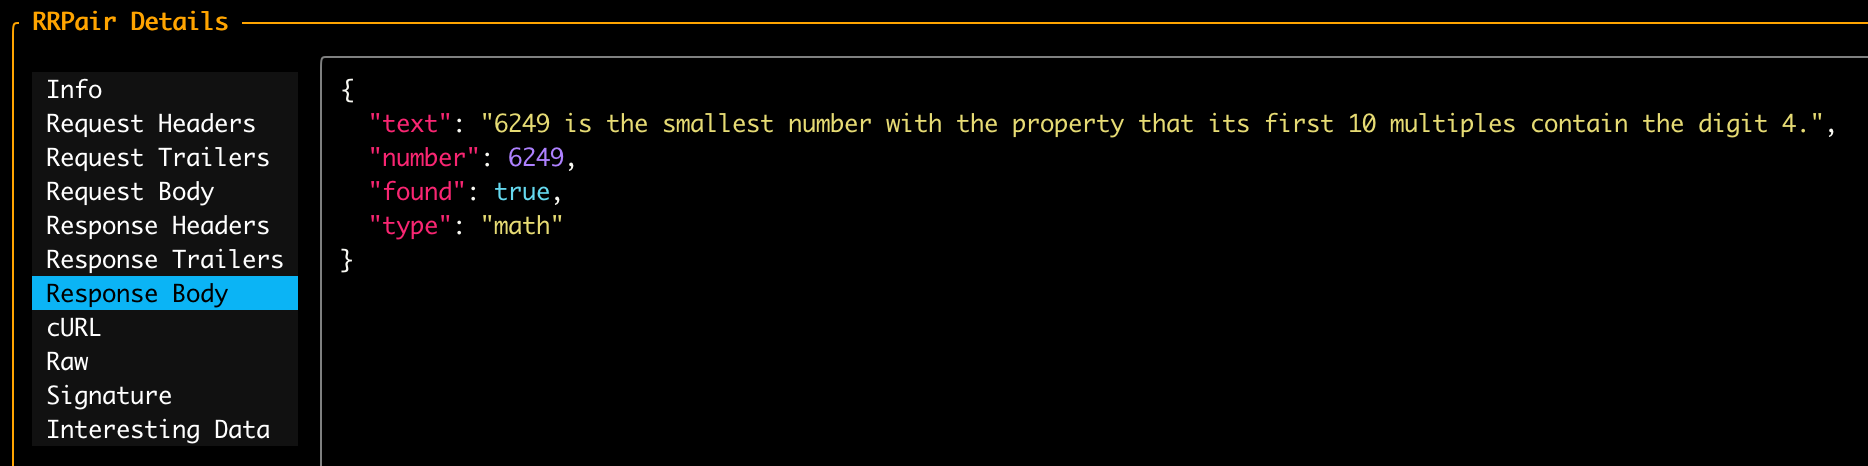 RRPair Details
Info
Request Headers
Request Trailers
Request Body
Response Headers
Response Trailers
Response Body
cURL
Raw
Signature
Interesting Data
{
  "text": "6249 is the smallest number with the property that its first 10 multiples contain the digit 4.",
  "number": 6249,
  "found": true,
  "type": "math"
}